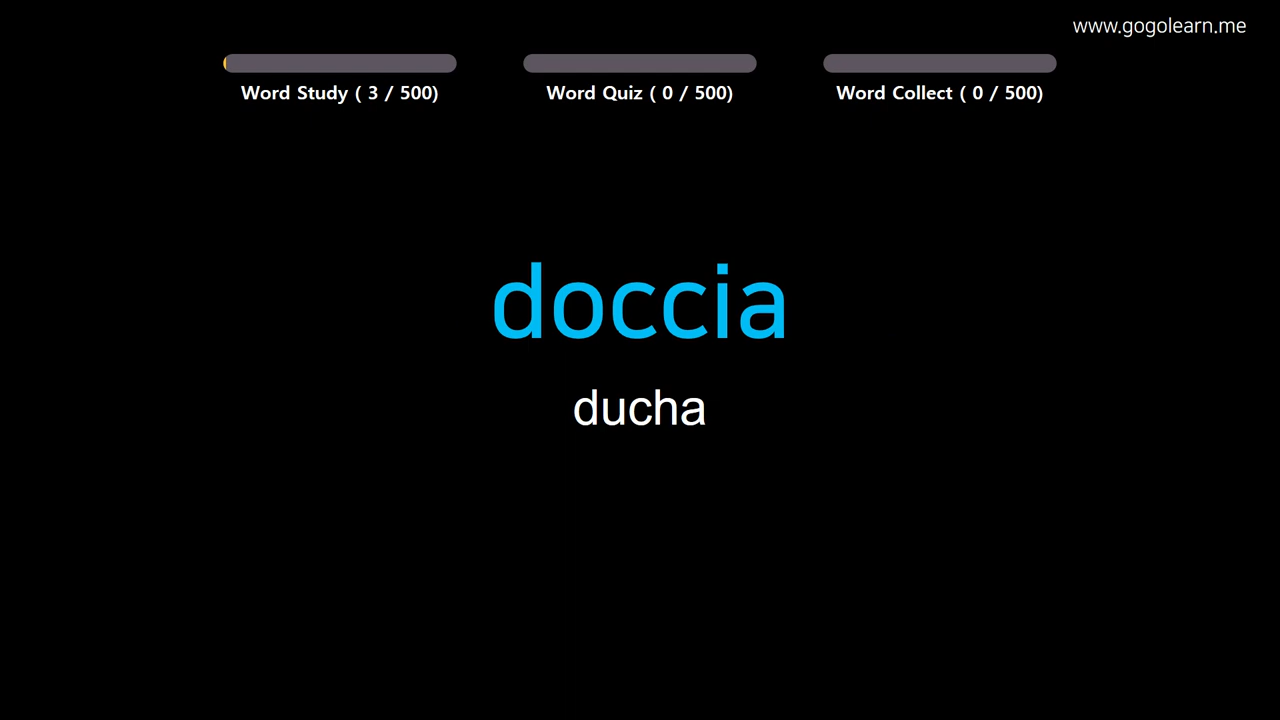 www.gogolearn.me
Word Study ( 3 / 500)
Word Quiz ( 0 / 500)
Word Collect ( 0 / 500)
doccia
ducha